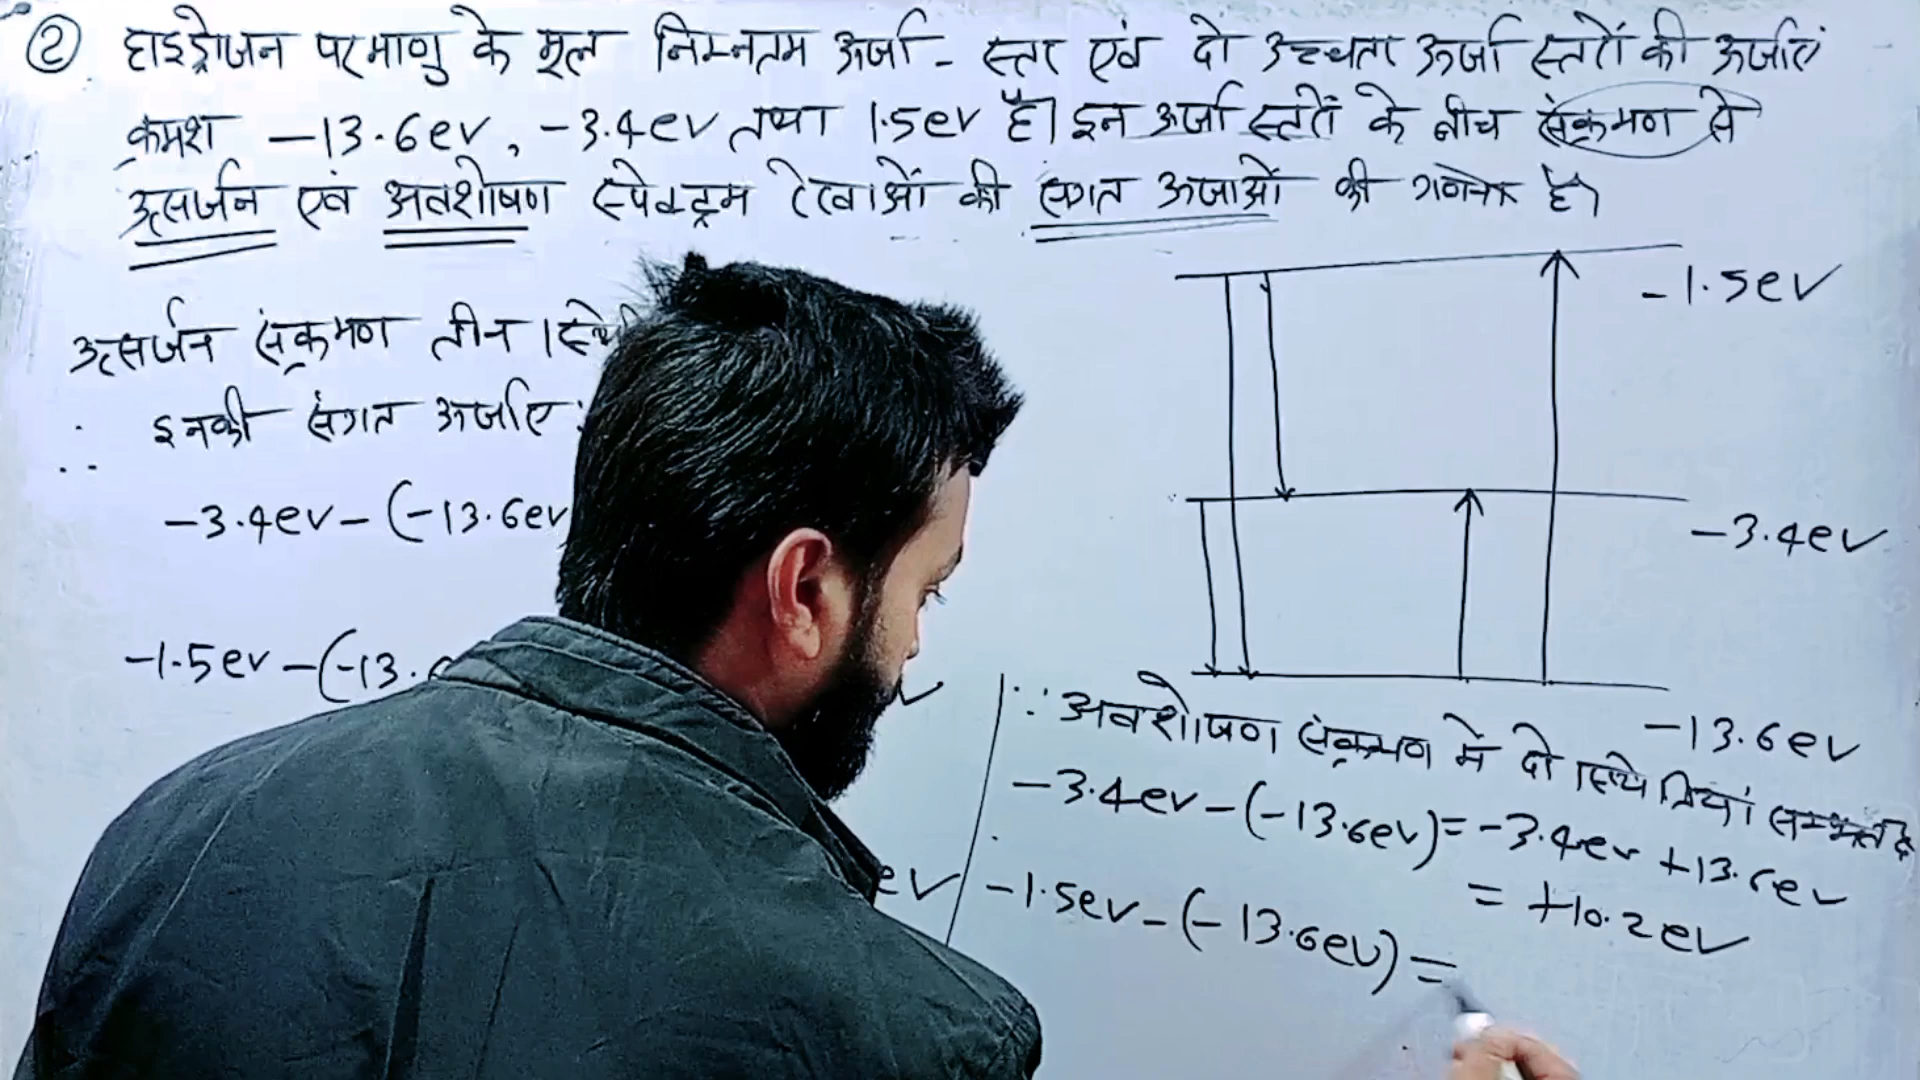 ② हाइड्रोजन परमाणु के मूल निम्नतम ऊर्जा - स्तर एवं दो उच्चतर ऊर्जा स्तरों की ऊर्जाएं
क्रमश -13.6ev, -3.4ev तथा 1.5ev है। इन ऊर्जा स्तरों के बीच संक्रमण से
उत्सर्जन एवं अवशोषण स्पेक्ट्रम रेखाओं की संगत ऊर्जाओं की है।
उत्सर्जन संक्रमण तीन
∴ इनकी संगत ऊर्जाए
-3.4ev - (-13.6ev
-1.5ev - (-13.
ev
-1.5ev
-3.4ev
-13.6ev
∵ अवशोषण संक्रमण में दो स्थितियां सम्भव है
-3.4ev - (-13.6ev) = -3.4ev + 13.6ev
= +10.2ev
-1.5ev - (-13.6ev) =